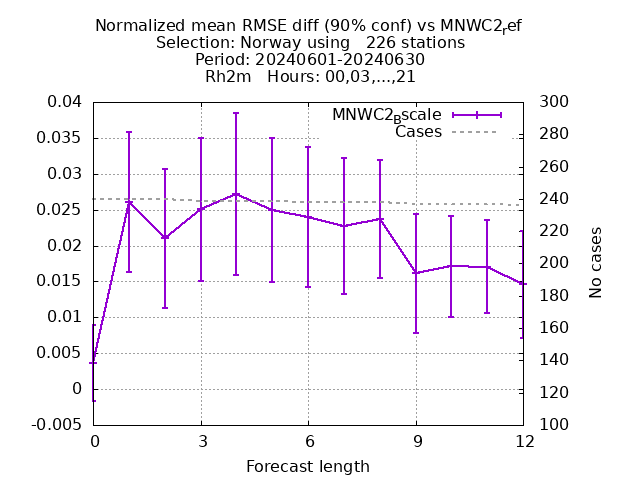 Normalized mean RMSE diff (90% conf) vs MNWC2_ref
Selection: Norway using 226 stations
Period: 20240601-20240630
Rh2m Hours: 00,03,...,21
0.04
0.035
0.03
0.025
0.02
0.015
0.01
0.005
0
-0.005
MNWC2_Bscale
Cases
300
280
260
240
220
200
180
160
140
120
100
No cases
0 3 6 9 12
Forecast length